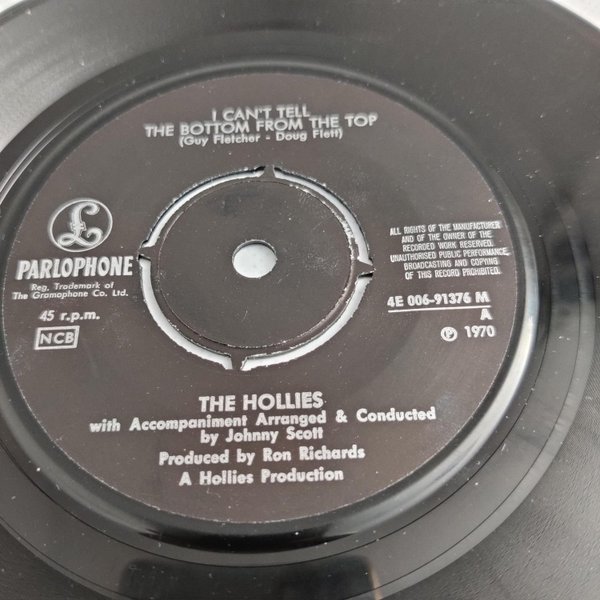 I CAN'T TELL
THE BOTTOM FROM THE TOP
(Guy Fletcher - Doug Flett)
£
PARLOPHONE
Reg. Trademark of
The Gramophone Co. Ltd.
45 r.p.m.
NCB
ALL RIGHTS OF THE MANUFACTURER
AND OF THE OWNER OF THE
RECORDED WORK RESERVED.
UNAUTHORISED PUBLIC PERFORMANCE,
BROADCASTING AND COPYING
OF THIS RECORD PROHIBITED.
4E 006-91376 M
A
℗ 1970
THE HOLLIES
with Accompaniment Arranged & Conducted
by Johnny Scott
Produced by Ron Richards
A Hollies Production